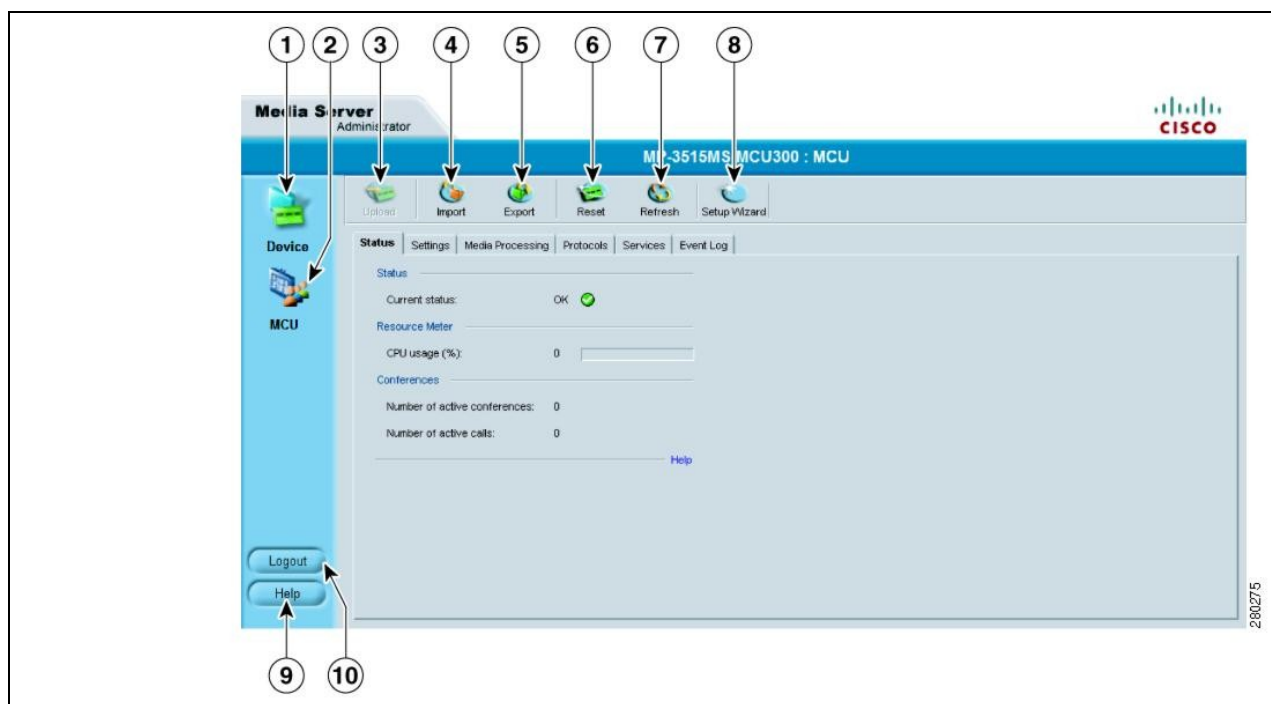 1 2 3 4 5 6 7 8
Media Server
Administrator
CISCO
MP-3515MS MCU300 : MCU
Upload Import Export Reset Refresh Setup Wizard
Device
Status Settings Media Processing Protocols Services Event Log
Status
Current status: OK
MCU
Resource Meter
CPU usage (%): 0
Conferences
Number of active conferences: 0
Number of active calls: 0
Help
Logout
Help
280275
9 10